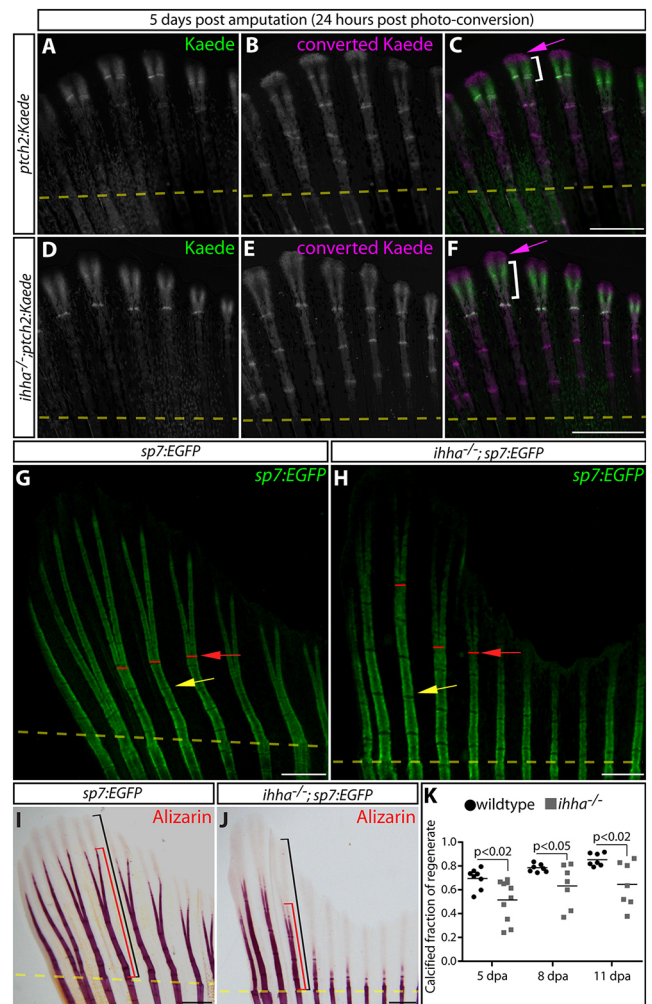 5 days post amputation (24 hours post photo-conversion)
ptch2:Kaede
A Kaede
B converted Kaede
C
ihha-/-;ptch2:Kaede
D Kaede
E converted Kaede
F
sp7:EGFP
ihha-/-; sp7:EGFP
G sp7:EGFP
H sp7:EGFP
sp7:EGFP
ihha-/-; sp7:EGFP
I Alizarin
J Alizarin
K
wildtype ihha-/-
Calcified fraction of regenerate
p<0.02 p<0.05 p<0.02
1.0
0.8
0.6
0.4
0.2
0.0
5 dpa 8 dpa 11 dpa